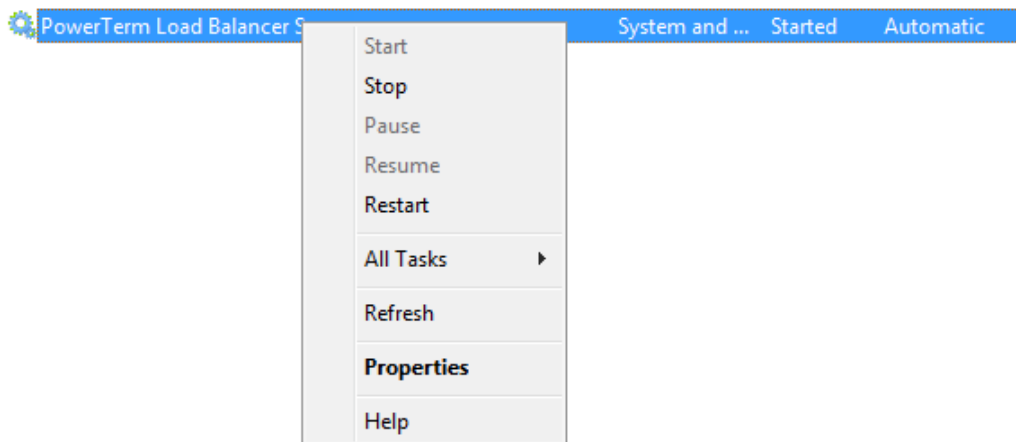 PowerTerm Load Balancer S System and ... Started Automatic
Start
Stop
Pause
Resume
Restart
All Tasks
Refresh
Properties
Help